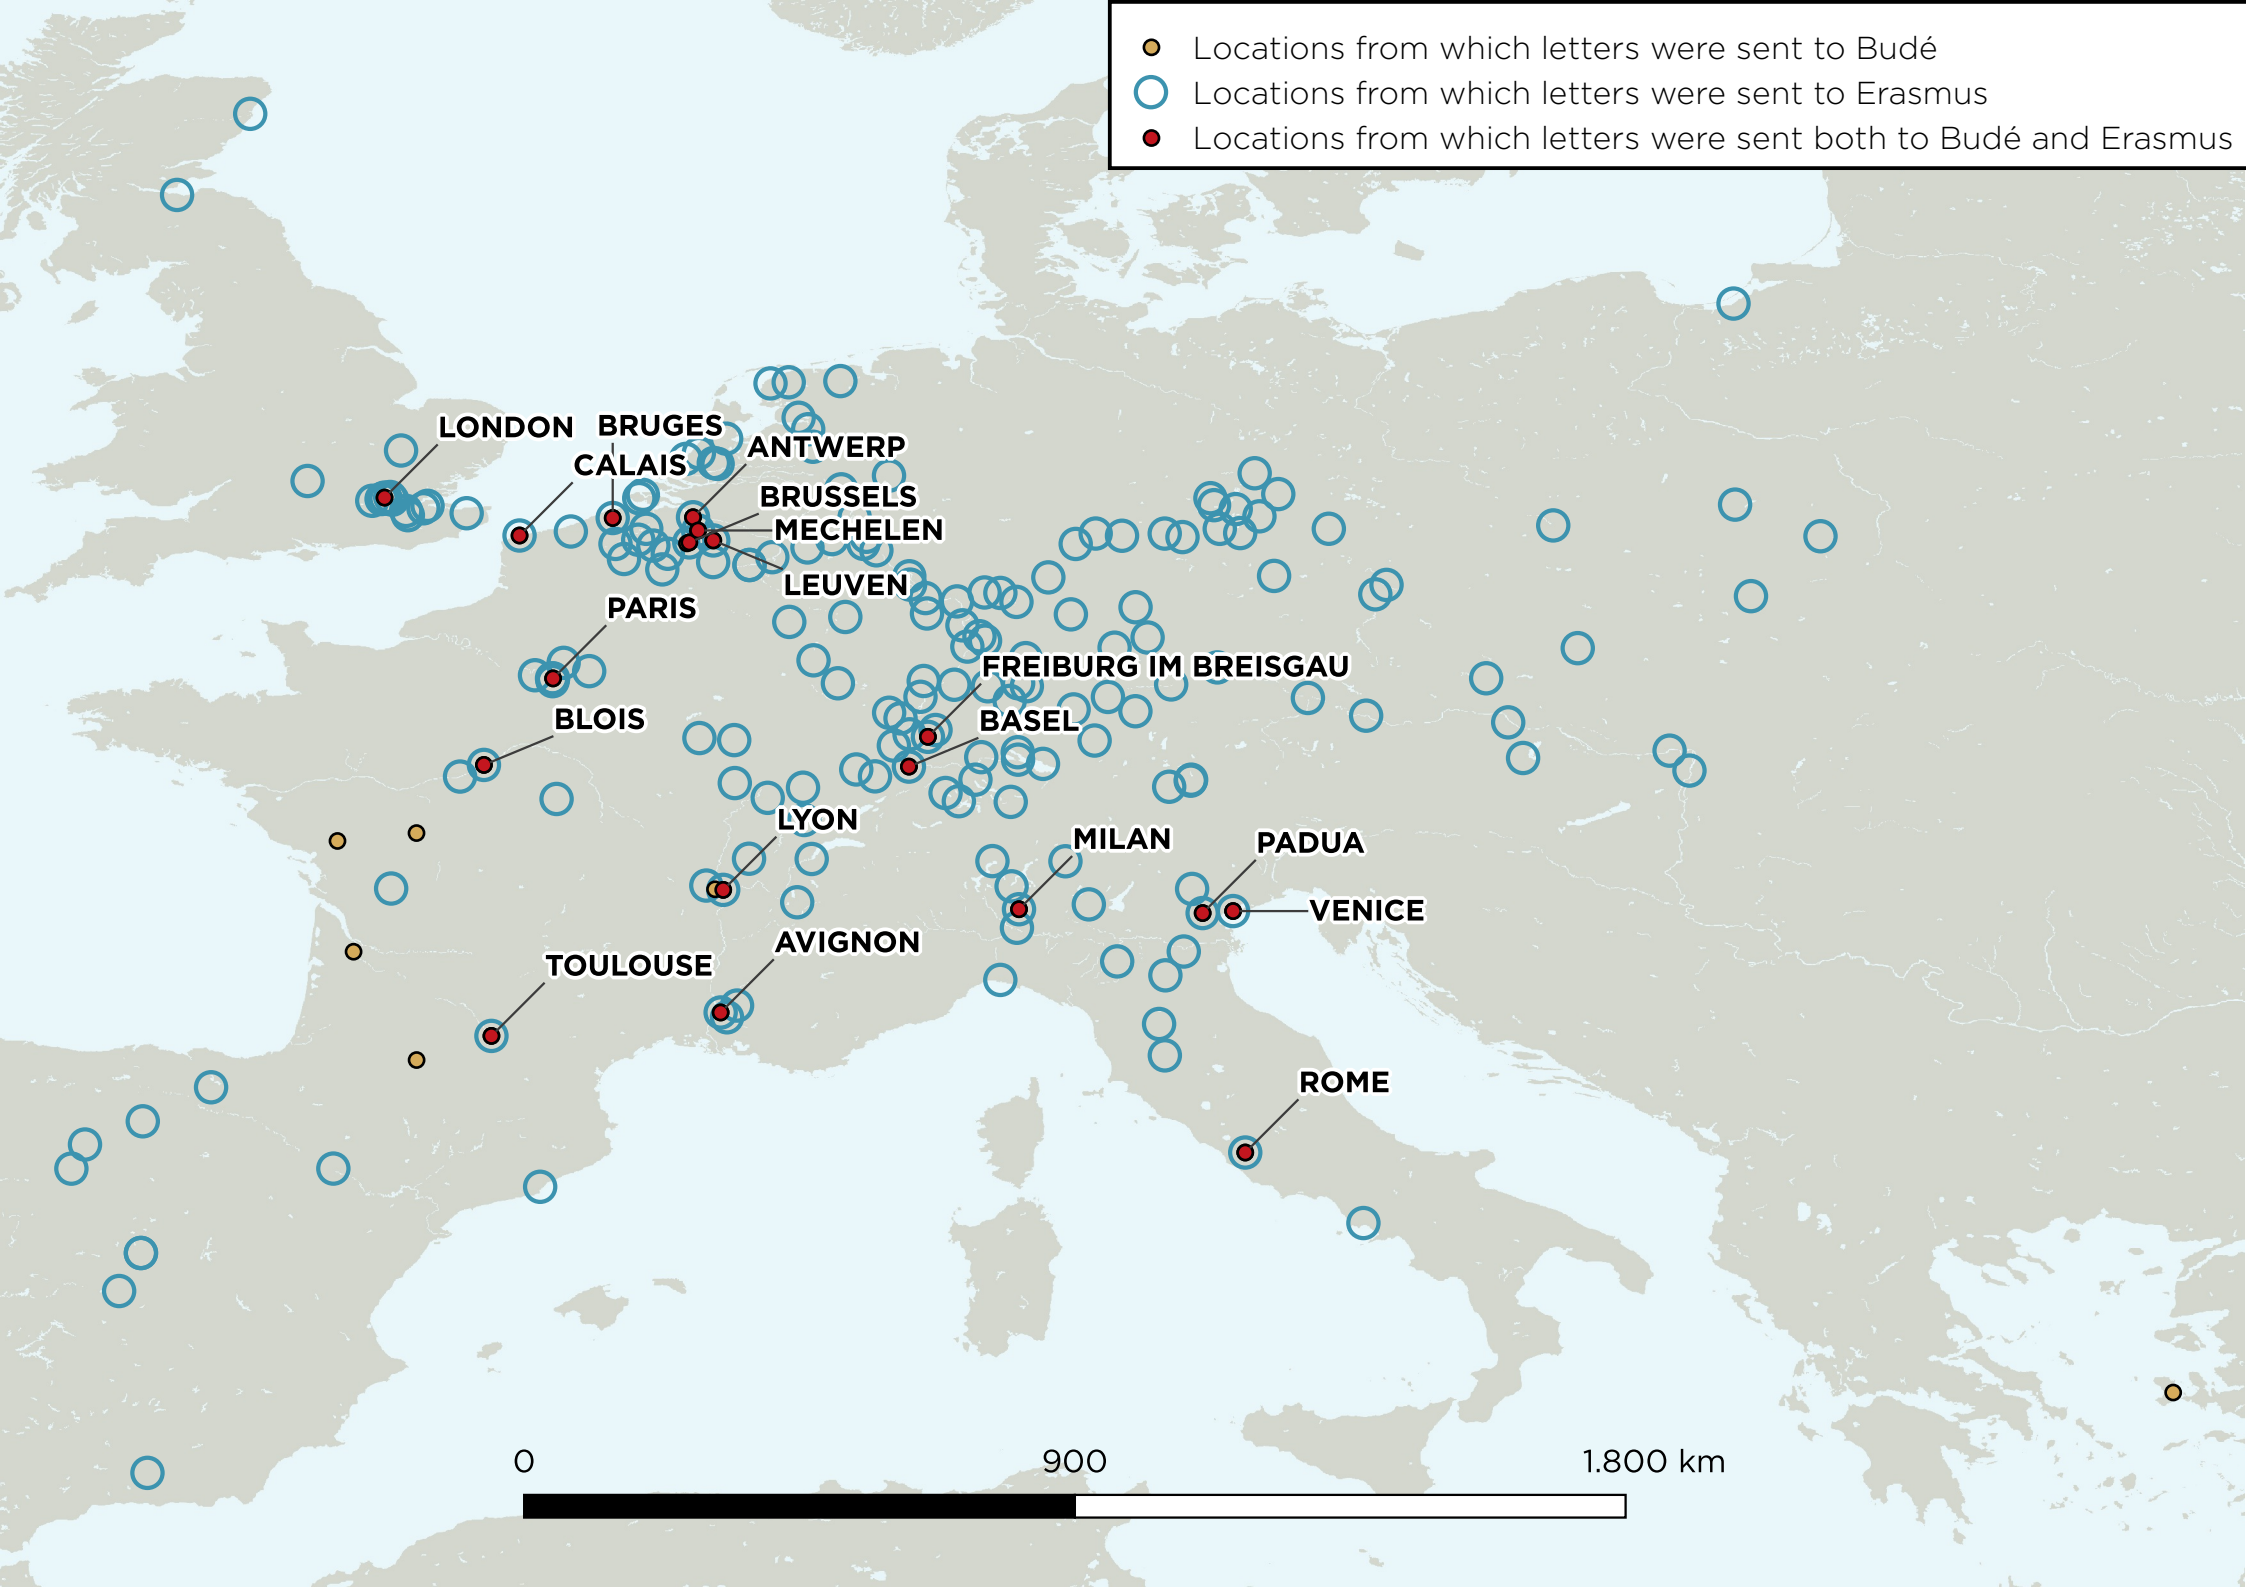 Locations from which letters were sent to Budé
Locations from which letters were sent to Erasmus
Locations from which letters were sent both to Budé and Erasmus
LONDON
BRUGES
CALAIS
ANTWERP
BRUSSELS
MECHELEN
LEUVEN
PARIS
FREIBURG IM BREISGAU
BLOIS
BASEL
LYON
MILAN
PADUA
VENICE
AVIGNON
TOULOUSE
ROME
0 900 1.800 km